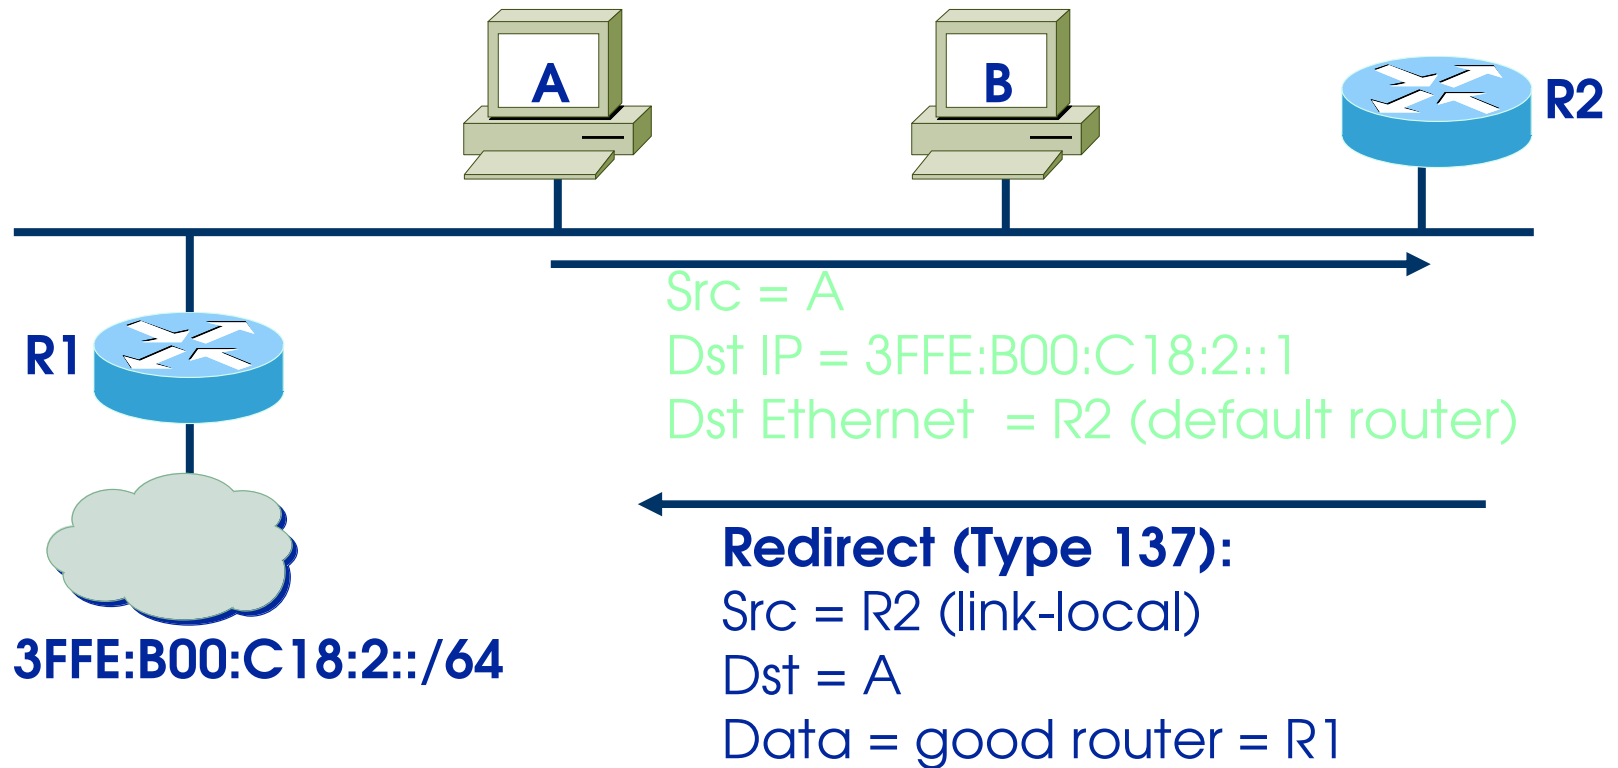 A
B
R2
Src = A
Dst IP = 3FFE:B00:C18:2::1
Dst Ethernet = R2 (default router)
R1
Redirect (Type 137):
Src = R2 (link-local)
Dst = A
Data = good router = R1
3FFE:B00:C18:2::/64